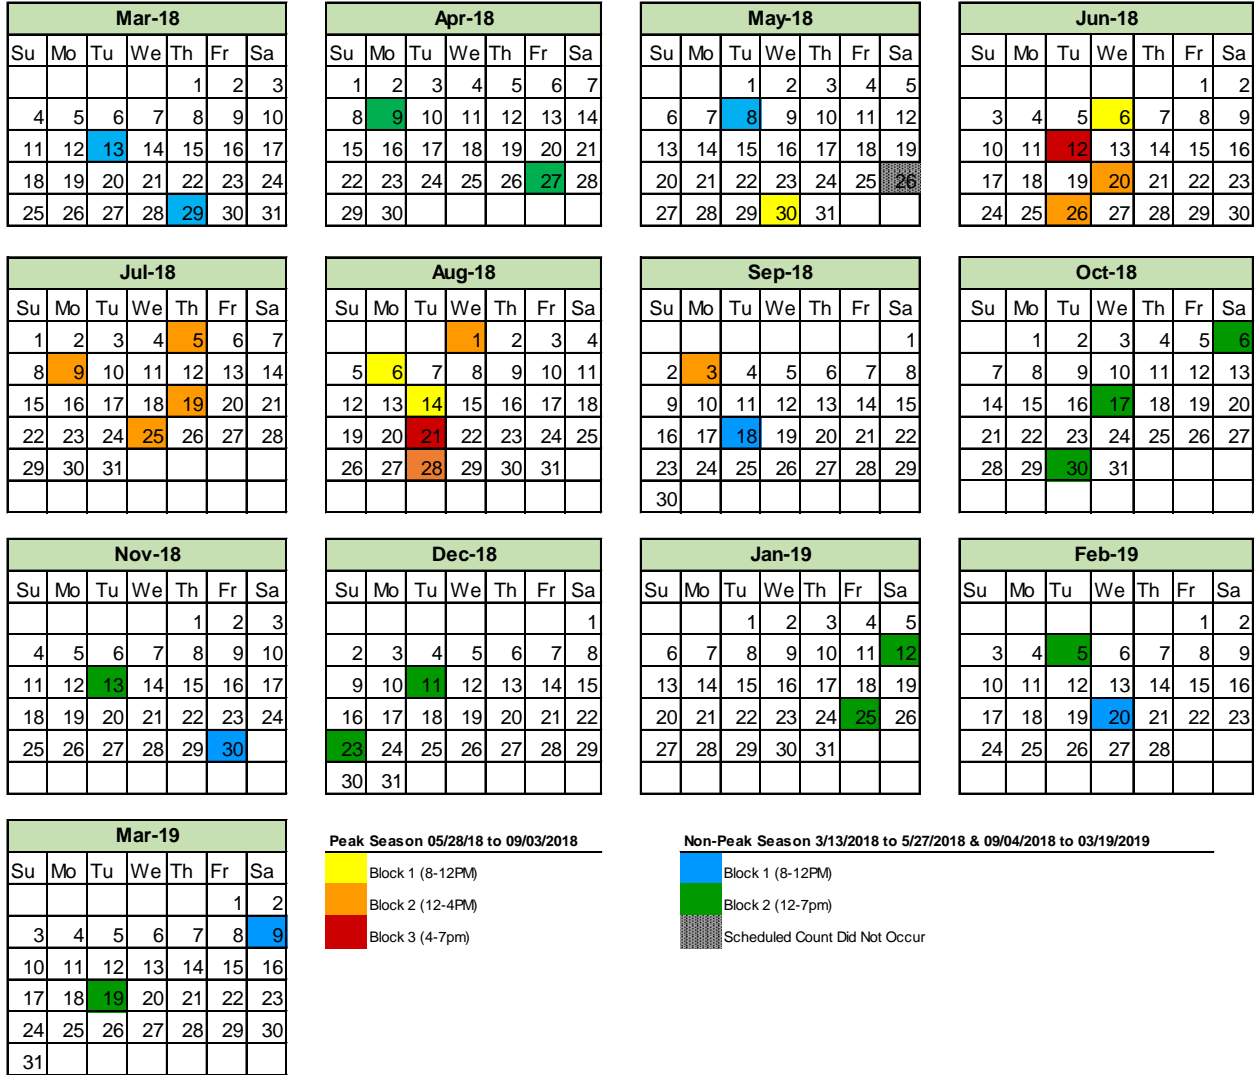 Mar-18
Su Mo Tu We Th Fr Sa
1 2 3
4 5 6 7 8 9 10
11 12 13 14 15 16 17
18 19 20 21 22 23 24
25 26 27 28 29 30 31
Apr-18
Su Mo Tu We Th Fr Sa
1 2 3 4 5 6 7
8 9 10 11 12 13 14
15 16 17 18 19 20 21
22 23 24 25 26 27 28
29 30
May-18
Su Mo Tu We Th Fr Sa
1 2 3 4 5
6 7 8 9 10 11 12
13 14 15 16 17 18 19
20 21 22 23 24 25 26
27 28 29 30 31
Jun-18
Su Mo Tu We Th Fr Sa
1 2
3 4 5 6 7 8 9
10 11 12 13 14 15 16
17 18 19 20 21 22 23
24 25 26 27 28 29 30
Jul-18
Su Mo Tu We Th Fr Sa
1 2 3 4 5 6 7
8 9 10 11 12 13 14
15 16 17 18 19 20 21
22 23 24 25 26 27 28
29 30 31
Aug-18
Su Mo Tu We Th Fr Sa
1 2 3 4
5 6 7 8 9 10 11
12 13 14 15 16 17 18
19 20 21 22 23 24 25
26 27 28 29 30 31
Sep-18
Su Mo Tu We Th Fr Sa
1
2 3 4 5 6 7 8
9 10 11 12 13 14 15
16 17 18 19 20 21 22
23 24 25 26 27 28 29
30
Oct-18
Su Mo Tu We Th Fr Sa
1 2 3 4 5 6
7 8 9 10 11 12 13
14 15 16 17 18 19 20
21 22 23 24 25 26 27
28 29 30 31
Nov-18
Su Mo Tu We Th Fr Sa
1 2 3
4 5 6 7 8 9 10
11 12 13 14 15 16 17
18 19 20 21 22 23 24
25 26 27 28 29 30
Dec-18
Su Mo Tu We Th Fr Sa
1
2 3 4 5 6 7 8
9 10 11 12 13 14 15
16 17 18 19 20 21 22
23 24 25 26 27 28 29
30 31
Jan-19
Su Mo Tu We Th Fr Sa
1 2 3 4 5
6 7 8 9 10 11 12
13 14 15 16 17 18 19
20 21 22 23 24 25 26
27 28 29 30 31
Feb-19
Su Mo Tu We Th Fr Sa
1 2
3 4 5 6 7 8 9
10 11 12 13 14 15 16
17 18 19 20 21 22 23
24 25 26 27 28
Mar-19
Su Mo Tu We Th Fr Sa
1 2
3 4 5 6 7 8 9
10 11 12 13 14 15 16
17 18 19 20 21 22 23
24 25 26 27 28 29 30
31
Peak Season 05/28/18 to 09/03/2018
Block 1 (8-12PM)
Block 2 (12-4PM)
Block 3 (4-7pm)
Non-Peak Season 3/13/2018 to 5/27/2018 & 09/04/2018 to 03/19/2019
Block 1 (8-12PM)
Block 2 (12-7pm)
Scheduled Count Did Not Occur